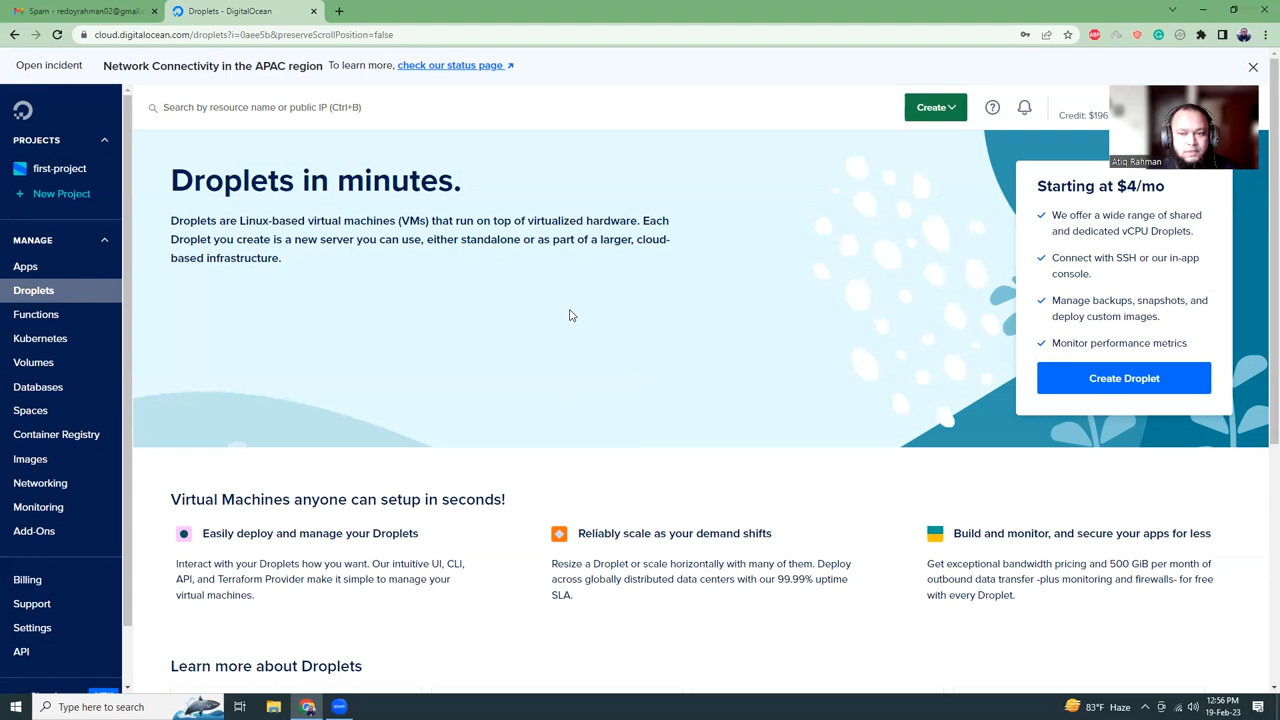 Spam - redoyrahman02@gmail
Droplets - DigitalOcean
cloud.digitalocean.com/droplets?i=0aee5b&preserveScrollPosition=false
Open incident Network Connectivity in the APAC region To learn more, check our status page
Search by resource name or public IP (Ctrl+B)
Create
Credit: $196
Atiq Rahman
PROJECTS
first-project
+ New Project
MANAGE
Apps
Droplets
Functions
Kubernetes
Volumes
Databases
Spaces
Container Registry
Images
Networking
Monitoring
Add-Ons
Billing
Support
Settings
API
Droplets in minutes.
Droplets are Linux-based virtual machines (VMs) that run on top of virtualized hardware. Each
Droplet you create is a new server you can use, either standalone or as part of a larger, cloud-
based infrastructure.
Starting at $4/mo
We offer a wide range of shared
and dedicated vCPU Droplets.
Connect with SSH or our in-app
console.
Manage backups, snapshots, and
deploy custom images.
Monitor performance metrics
Create Droplet
Virtual Machines anyone can setup in seconds!
Easily deploy and manage your Droplets
Interact with your Droplets how you want. Our intuitive UI, CLI,
API, and Terraform Provider make it simple to manage your
virtual machines.
Reliably scale as your demand shifts
Resize a Droplet or scale horizontally with many of them. Deploy
across globally distributed data centers with our 99.99% uptime
SLA.
Build and monitor, and secure your apps for less
Get exceptional bandwidth pricing and 500 GiB per month of
outbound data transfer -plus monitoring and firewalls- for free
with every Droplet.
Learn more about Droplets
Type here to search
zoom
83°F Haze
12:56 PM
19-Feb-23